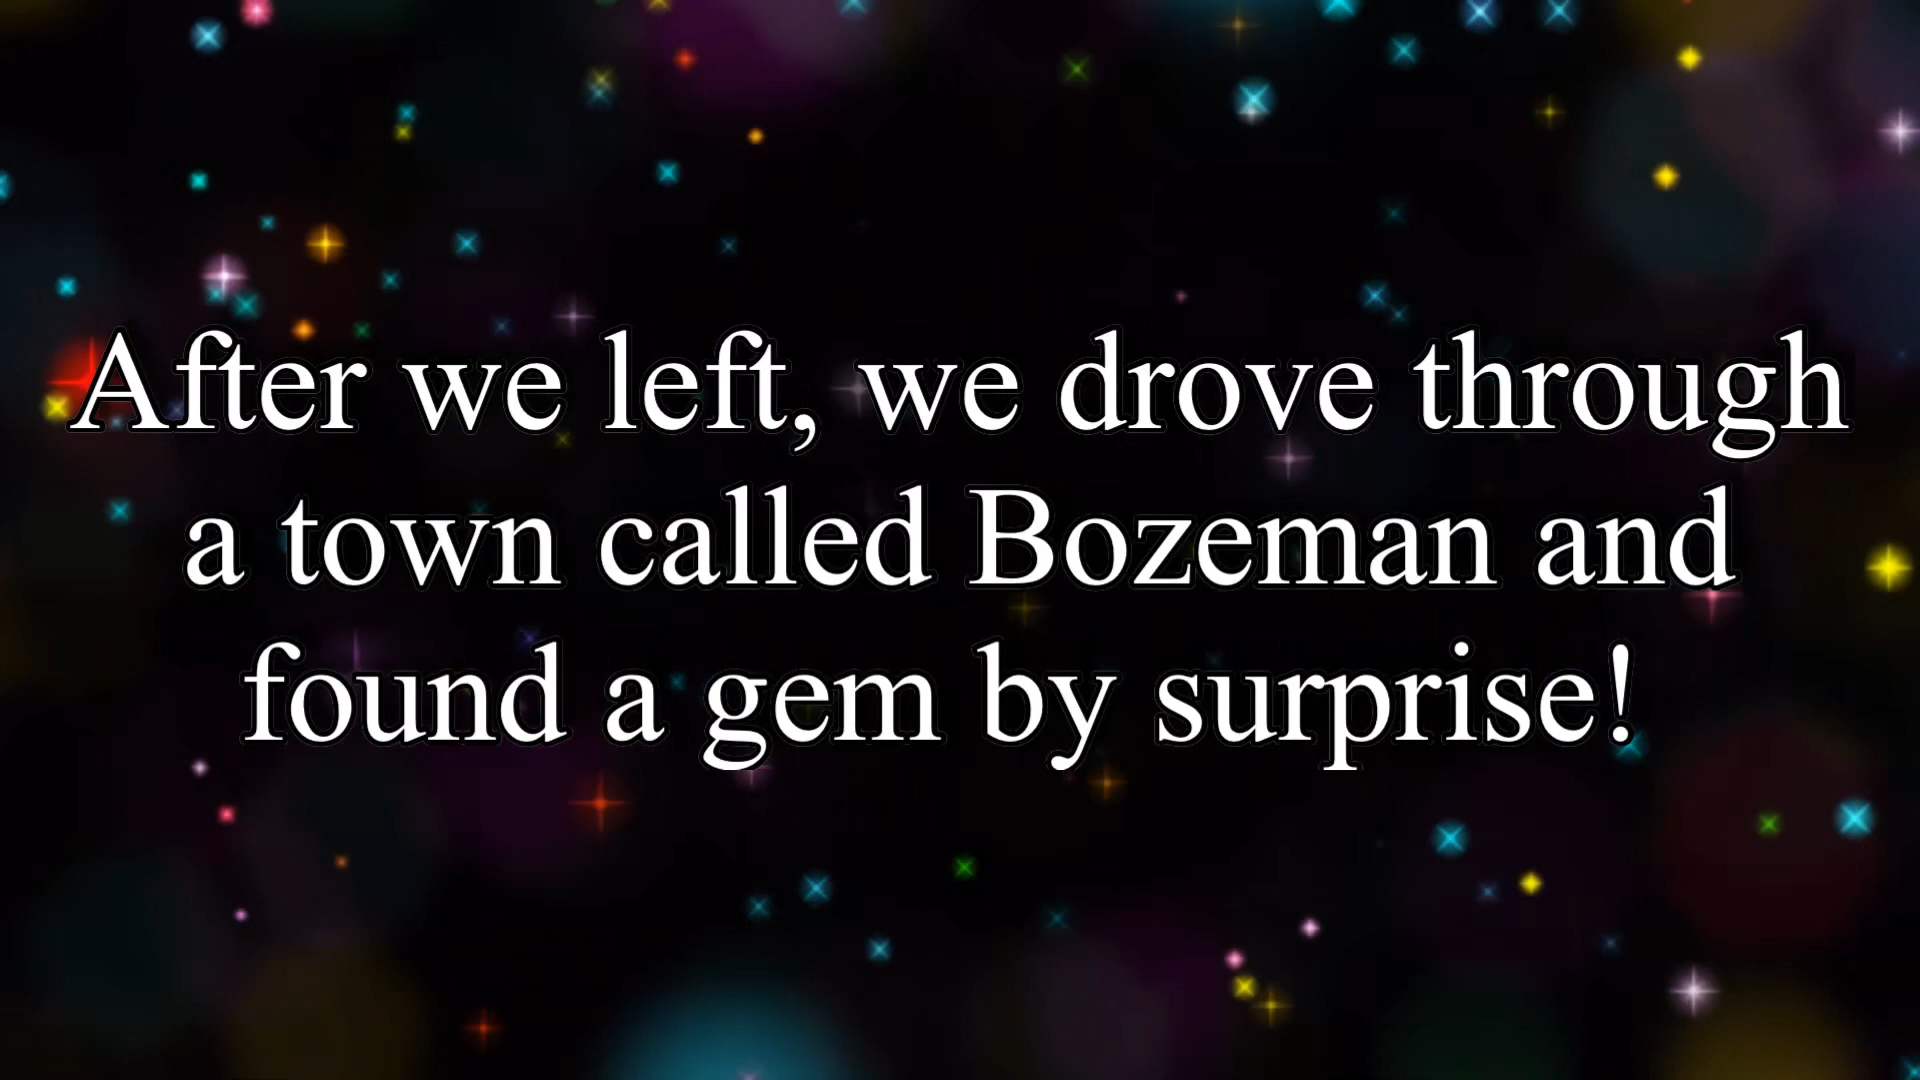 After we left, we drove through
a town called Bozeman and
found a gem by surprise!